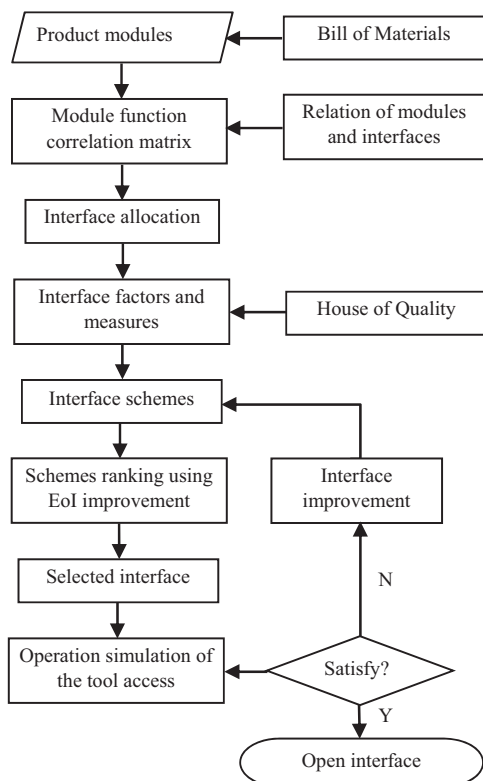 Product modules
Bill of Materials
Module function
correlation matrix
Relation of modules
and interfaces
Interface allocation
Interface factors and
measures
House of Quality
Interface schemes
Schemes ranking using
EoI improvement
Interface
improvement
Selected interface
N
Operation simulation of
the tool access
Satisfy?
Y
Open interface